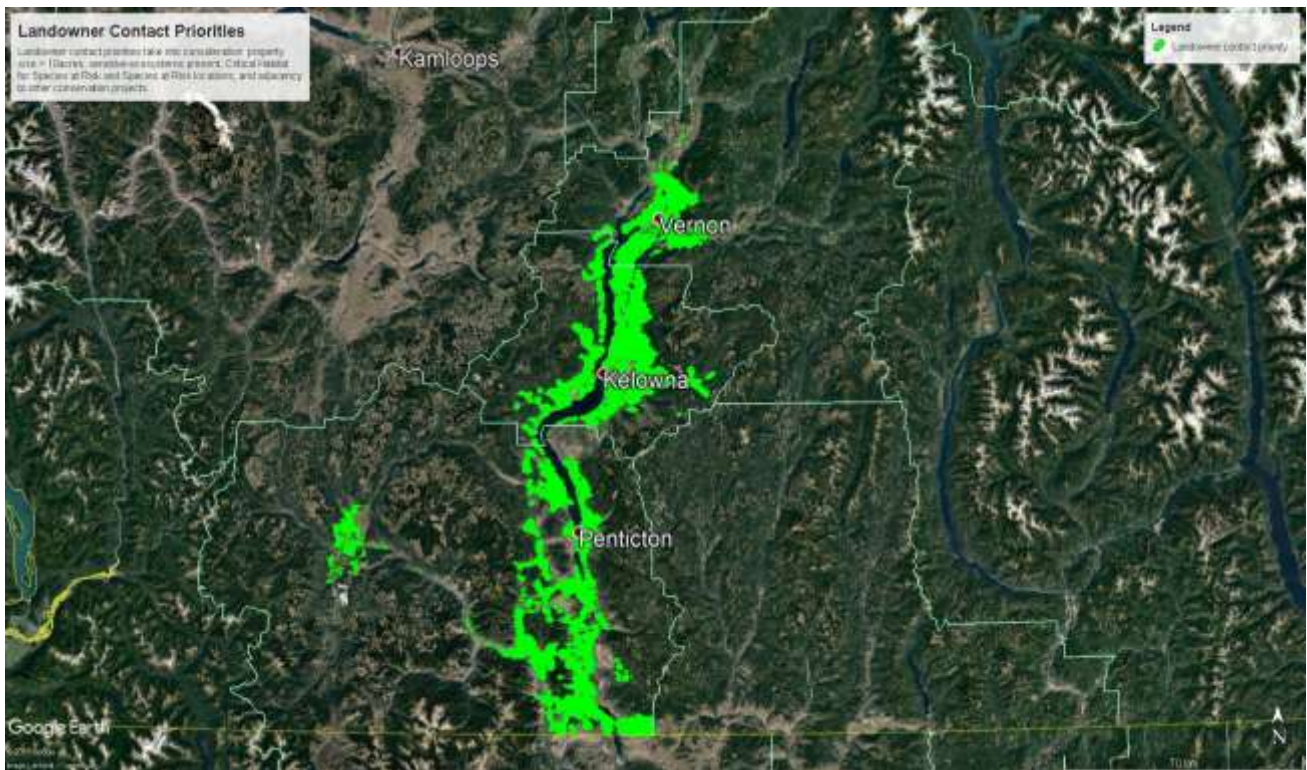 Landowner Contact Priorities
Landowner contact priorities take into consideration: property
size > 10acres, sensitive ecosystems present, Critical Habitat
for Species at Risk and Species at Risk locations, and adjacency
to other conservation projects.
Legend
Landowner contact priority
Kamloops
Vernon
Kelowna
Penticton
Google Earth
N